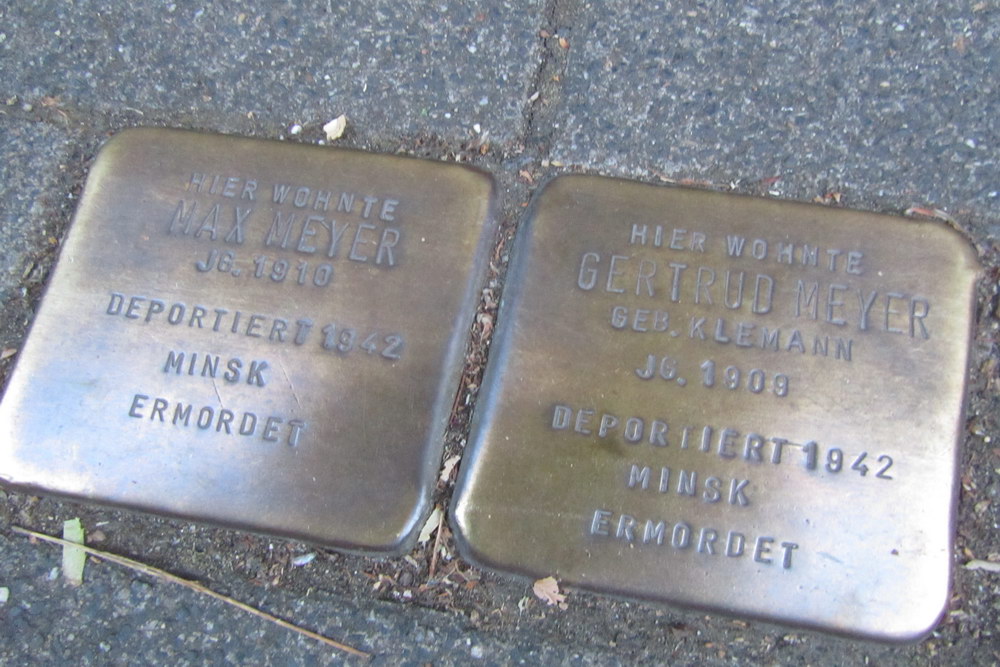 HIER WOHNTE
MAX MEYER
JG. 1910
DEPORTIERT 1942
MINSK
ERMORDET
HIER WOHNTE
GERTRUD MEYER
GEB. KLEMANN
JG. 1909
DEPORTIERT 1942
MINSK
ERMORDET